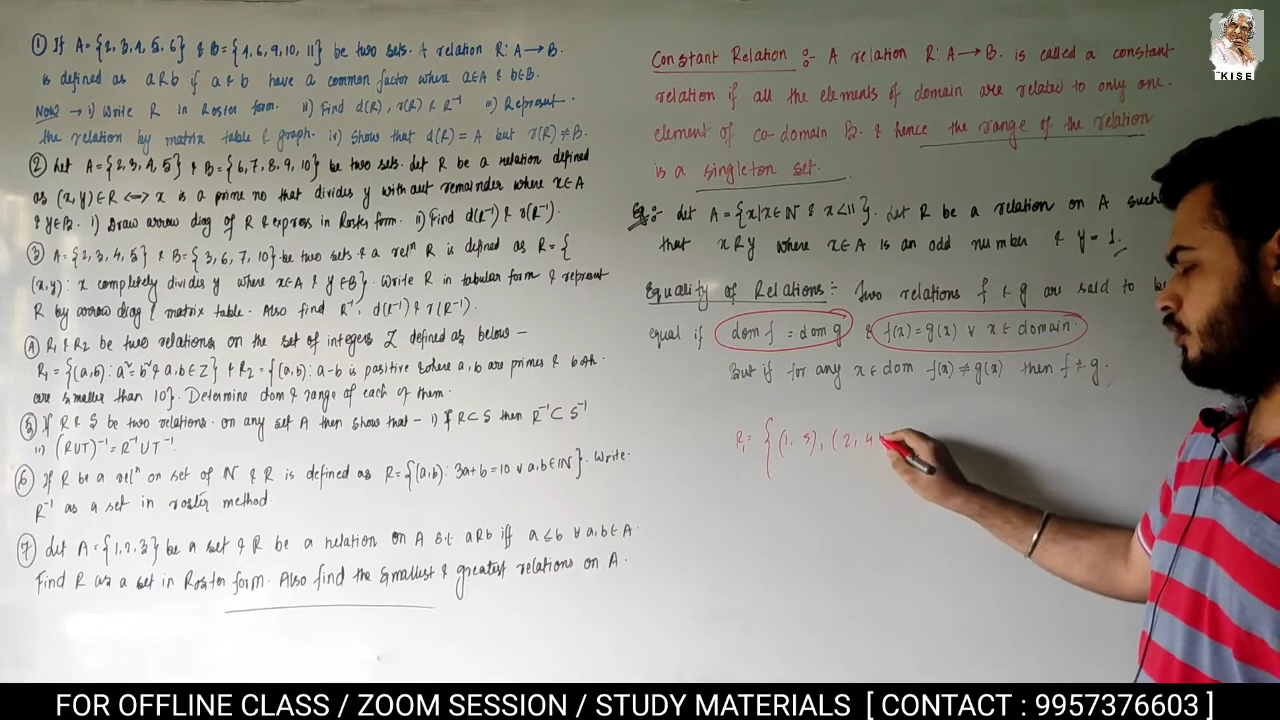 ① If A = {2, 3, 4, 5, 6} & B = {4, 6, 9, 10, 11} be two sets. A relation R: A → B.
is defined as aRb if a & b have a common factor where a∈A & b∈B.
Now → i) Write R in Roster form. ii) Find d(R), r(R) & R⁻¹ iii) Represent.
the relation by matrix table & graph. iv) Show that d(R) = A but r(R) ≠ B.
② Let A = {2, 3, 4, 5} & B = {6, 7, 8, 9, 10} be two sets. Let R be a relation defined
as (x, y) ∈ R <=> x is a prime no that divides y without remainder where x∈A
& y∈B. i) Draw arrow diag of R & express in Roster form. ii) Find d(R⁻¹) & r(R⁻¹).
③ A = {2, 3, 4, 5} & B = {3, 6, 7, 10} be two sets & a relⁿ R is defined as R = {
(x, y): x completely divides y where x∈A & y∈B}. Write R in tabular form & represent
R by arrow diag & matrix table. Also find R⁻¹, d(R⁻¹) & r(R⁻¹).
④ R₁ & R₂ be two relations on the set of integers Z defined as below –
R₁ = {(a, b): a² = b² & a, b ∈ Z} & R₂ = {(a, b): a-b is positive where a, b are primes & both
are smaller than 10}. Determine dom & range of each of them.
⑤ If R & S be two relations on any set A then show that – i) If R ⊂ S then R⁻¹ ⊂ S⁻¹
ii) (RUT)⁻¹ = R⁻¹ U T⁻¹.
⑥ If R be a relⁿ on set of N & R is defined as R = {(a, b): 3a+b = 10 ∀ a, b ∈ N}. Write
R⁻¹ as a set in roster method
⑦ Let A = {1, 2, 3} be a set & R be a relation on A s.t. aRb iff a ≤ b ∀ a, b ∈ A.
Find R as a set in Roster form. Also find the smallest & greatest relations on A.
Constant Relation :- A relation R: A → B. is called a constant
relation if all the elements of domain are related to only one.
element of co-domain B. & hence the range of the relation
is a singleton set.
Eg:- Let A = {x | x ∈ N & x < 11}. Let R be a relation on A such
that xRy where x∈A is an odd number & y = 1.
Equality of Relations :- Two relations f & g are said to be
equal if dom f = dom g & f(x) = g(x) ∀ x ∈ domain.
But if for any x ∈ dom f(x) ≠ g(x) then f ≠ g.
R₁ = { (1, 5), (2, 4
KISE
FOR OFFLINE CLASS / ZOOM SESSION / STUDY MATERIALS [ CONTACT : 9957376603 ]